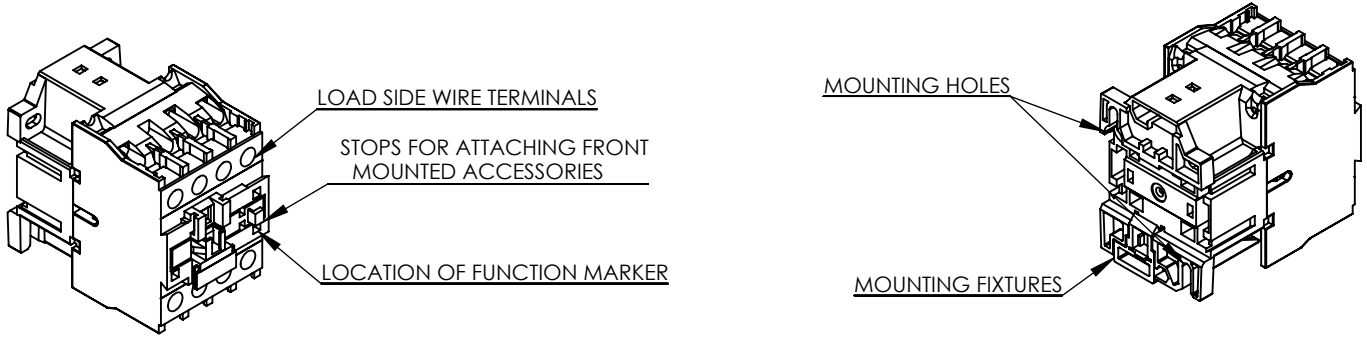 LOAD SIDE WIRE TERMINALS
STOPS FOR ATTACHING FRONT
MOUNTED ACCESSORIES
LOCATION OF FUNCTION MARKER
MOUNTING HOLES
MOUNTING FIXTURES